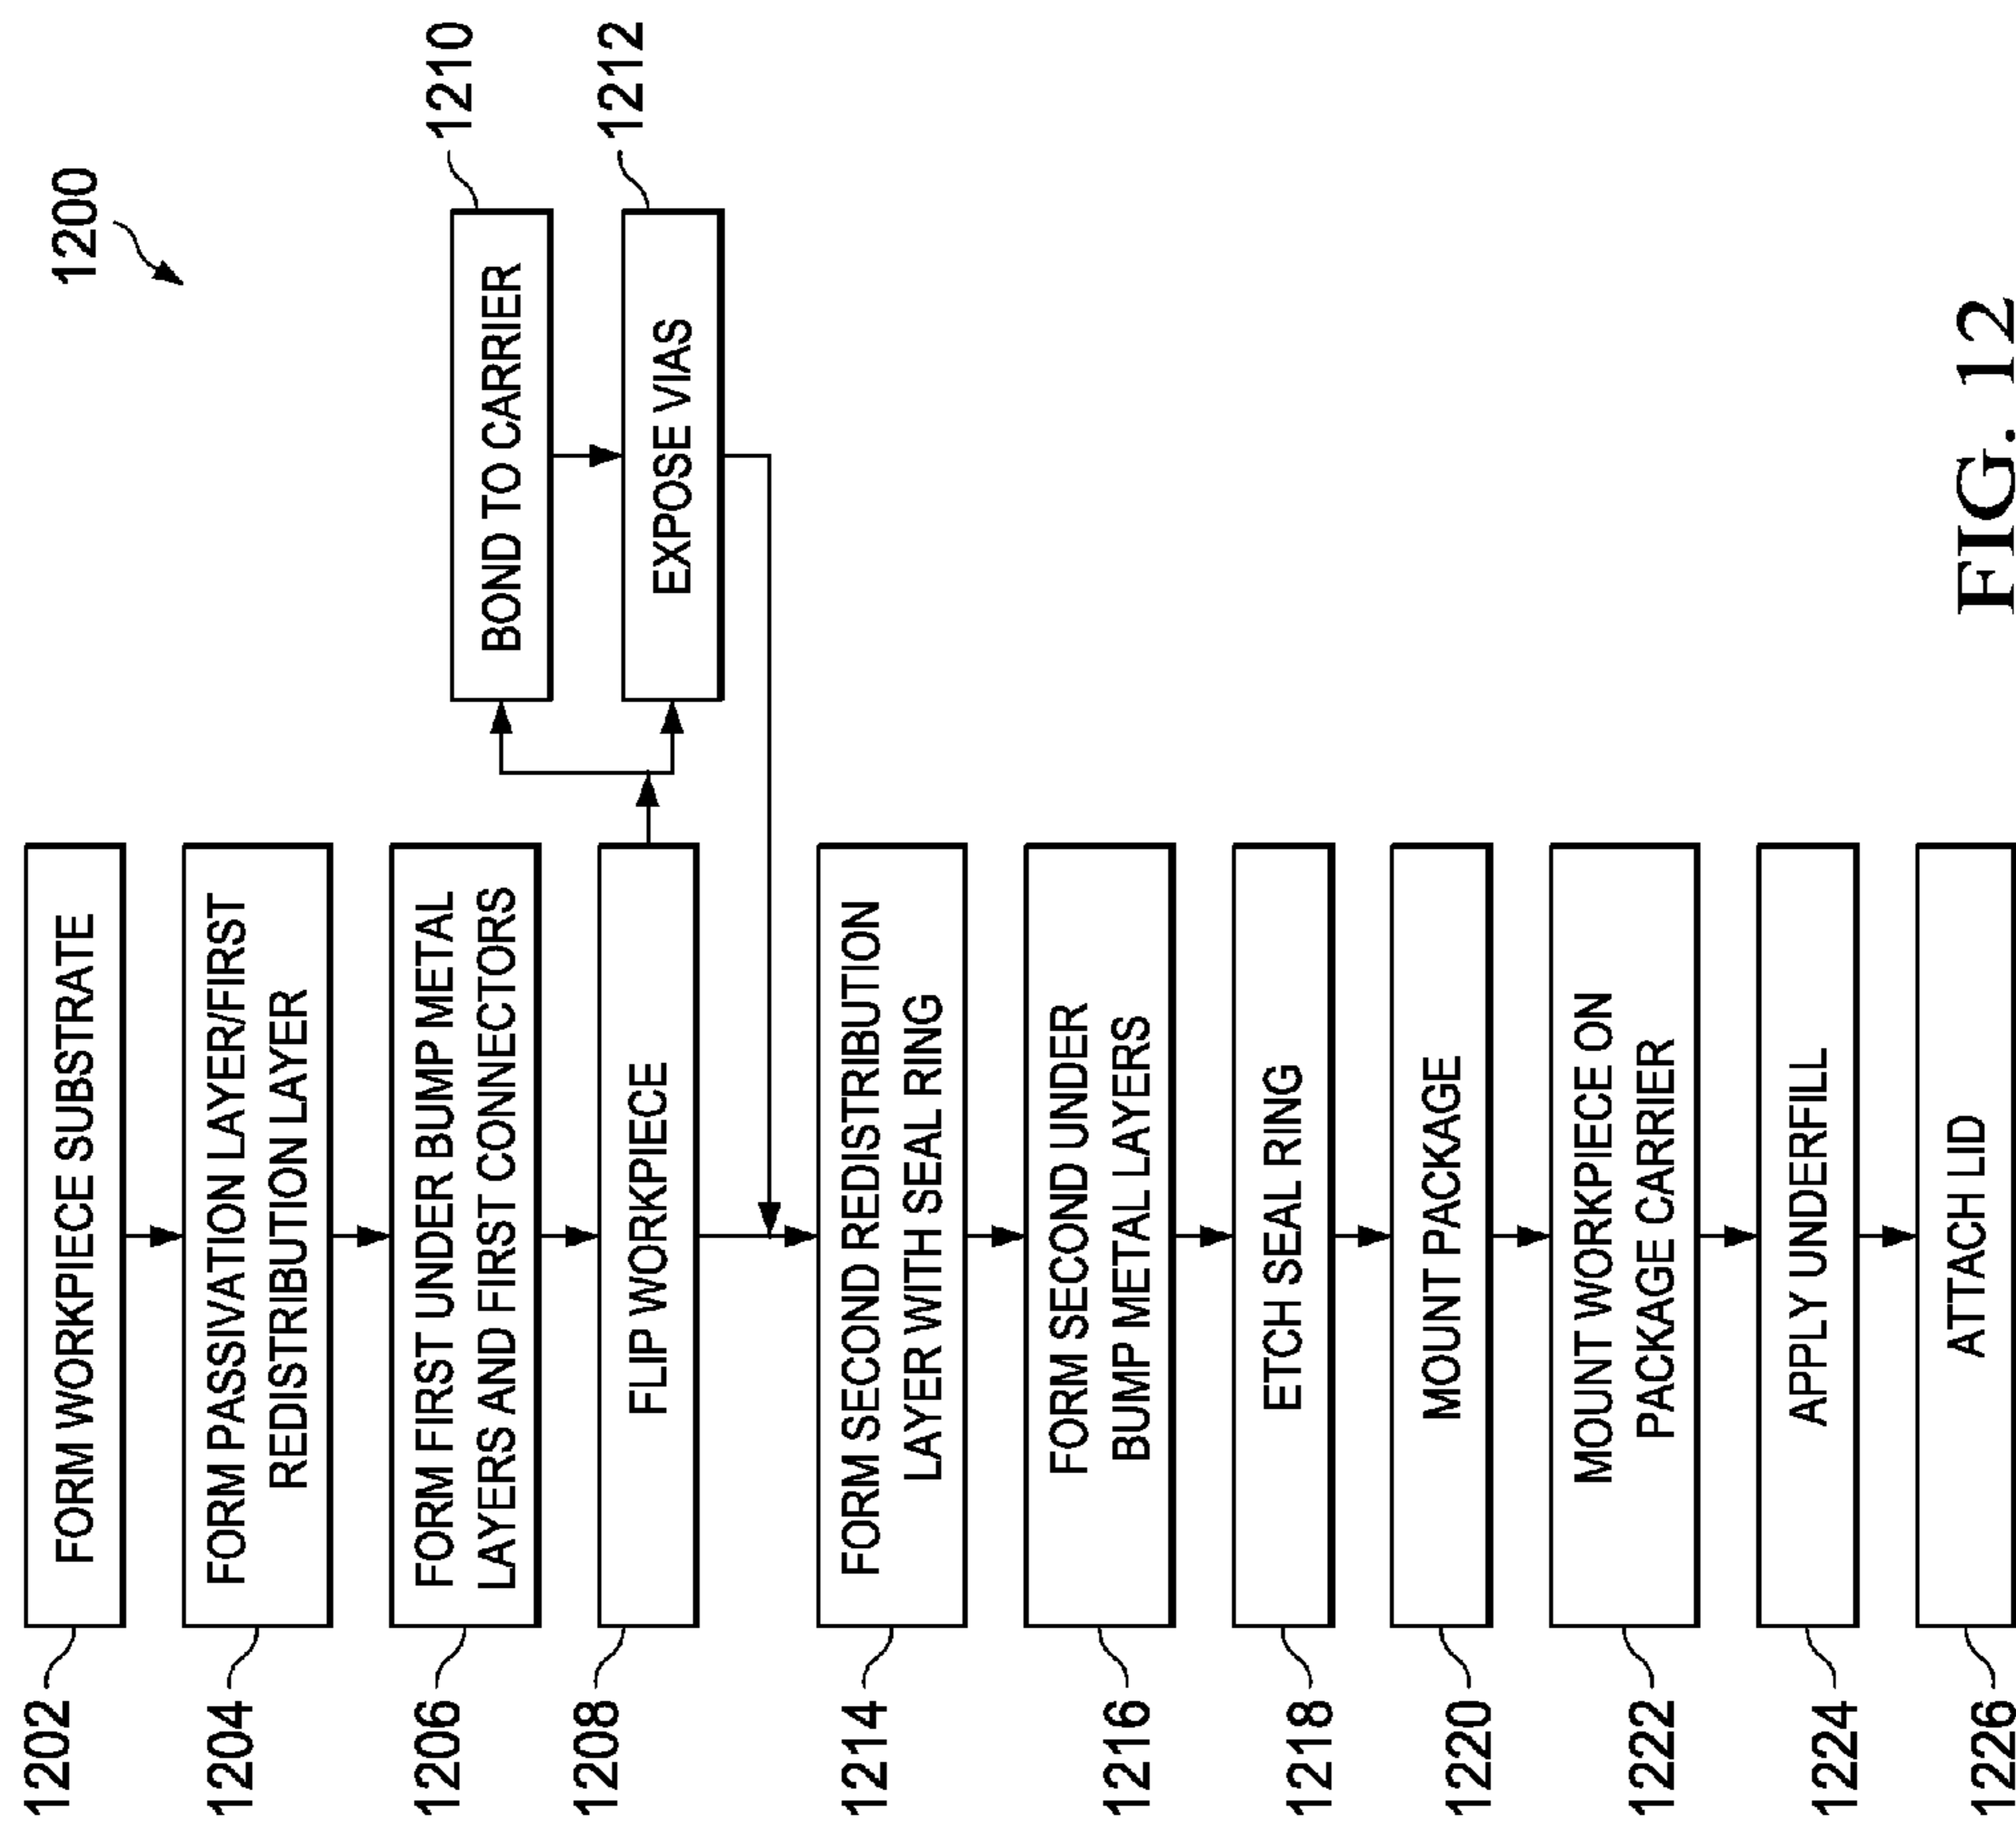 1200
1202
FORM WORKPIECE SUBSTRATE
1204
FORM PASSIVATION LAYER/FIRST
REDISTRIBUTION LAYER
1206
FORM FIRST UNDER BUMP METAL
LAYERS AND FIRST CONNECTORS
1208
FLIP WORKPIECE
1210
BOND TO CARRIER
1212
EXPOSE VIAS
1214
FORM SECOND REDISTRIBUTION
LAYER WITH SEAL RING
1216
FORM SECOND UNDER
BUMP METAL LAYERS
1218
ETCH SEAL RING
1220
MOUNT PACKAGE
1222
MOUNT WORKPIECE ON
PACKAGE CARRIER
1224
APPLY UNDERFILL
1226
ATTACH LID
FIG. 12